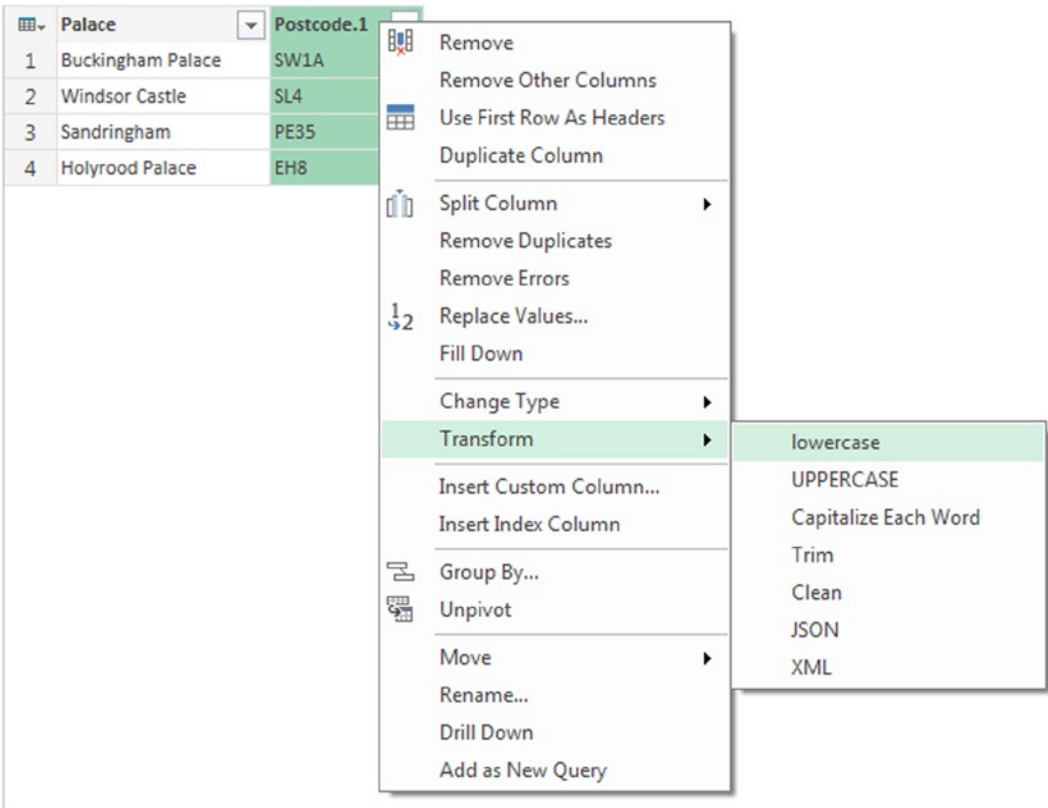 Palace Postcode.1
1 Buckingham Palace SW1A
2 Windsor Castle SL4
3 Sandringham PE35
4 Holyrood Palace EH8
Remove
Remove Other Columns
Use First Row As Headers
Duplicate Column
Split Column
Remove Duplicates
Remove Errors
1
2 Replace Values...
Fill Down
Change Type
Transform
Insert Custom Column...
Insert Index Column
Group By...
Unpivot
Move
Rename...
Drill Down
Add as New Query
lowercase
UPPERCASE
Capitalize Each Word
Trim
Clean
JSON
XML